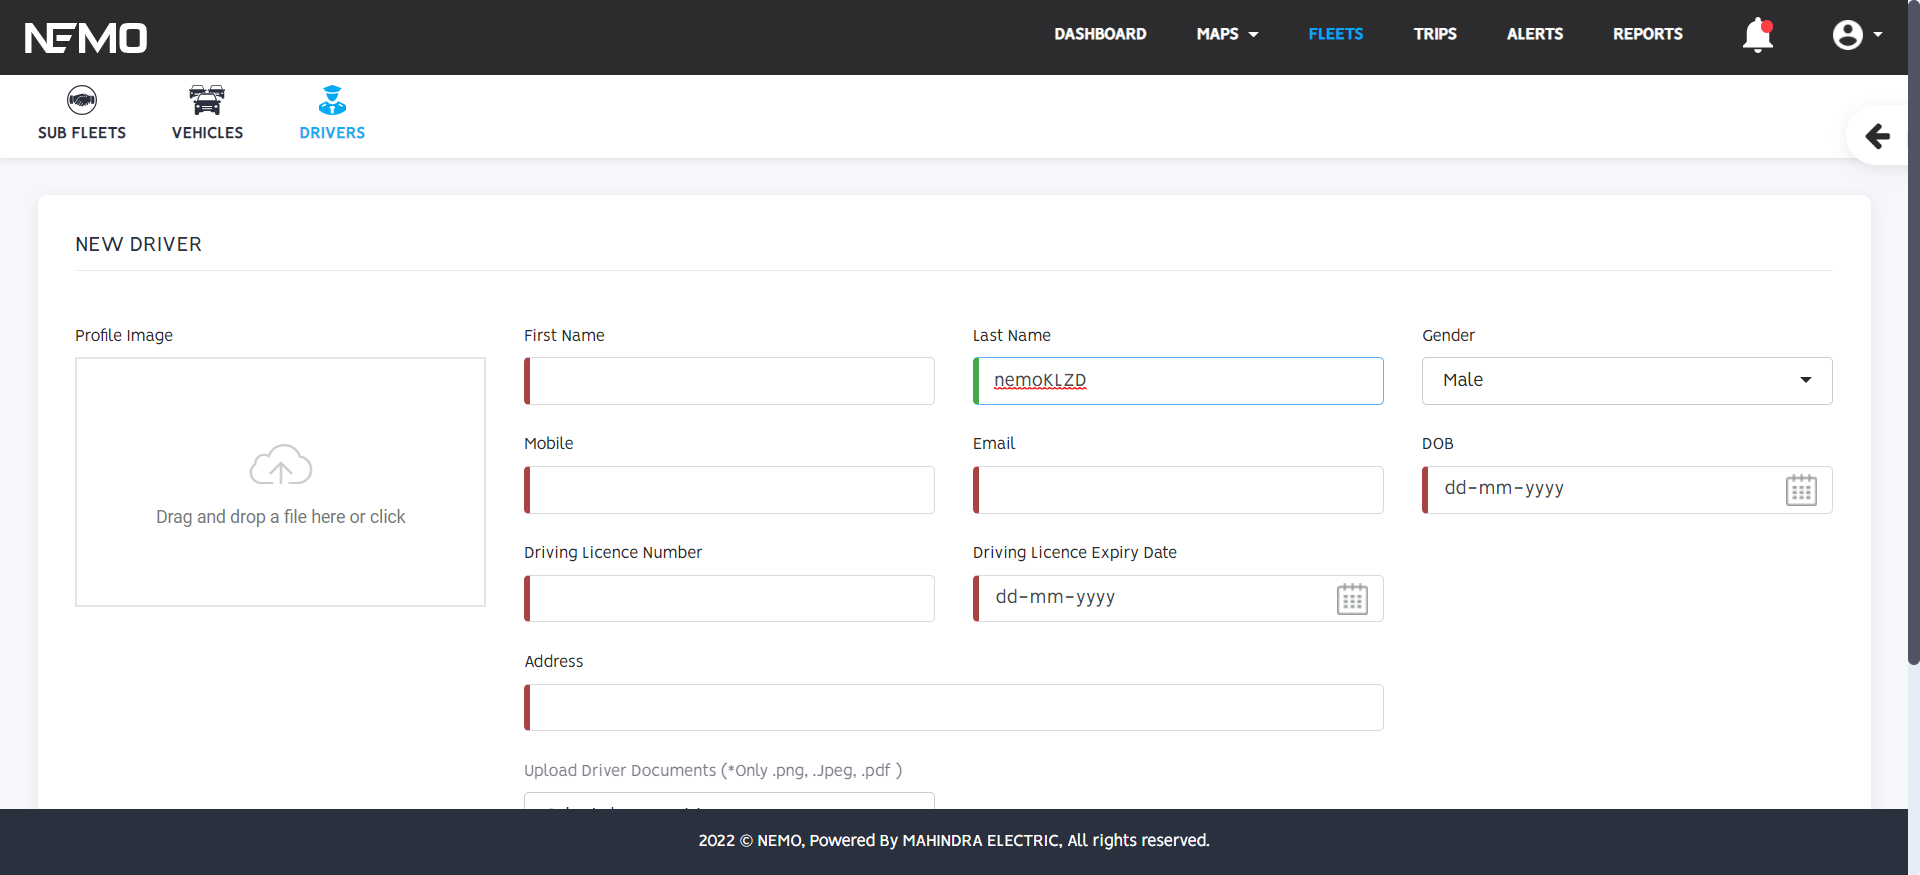 NEMO
DASHBOARD
MAPS
FLEETS
TRIPS
ALERTS
REPORTS
SUB FLEETS
VEHICLES
DRIVERS
NEW DRIVER
Profile Image
First Name
Last Name
Gender
Drag and drop a file here or click
nemoKLZD
Male
Mobile
Email
DOB
dd-mm-yyyy
Driving Licence Number
Driving Licence Expiry Date
dd-mm-yyyy
Address
Upload Driver Documents (*Only .png, .Jpeg, .pdf )
2022 © NEMO, Powered By MAHINDRA ELECTRIC, All rights reserved.